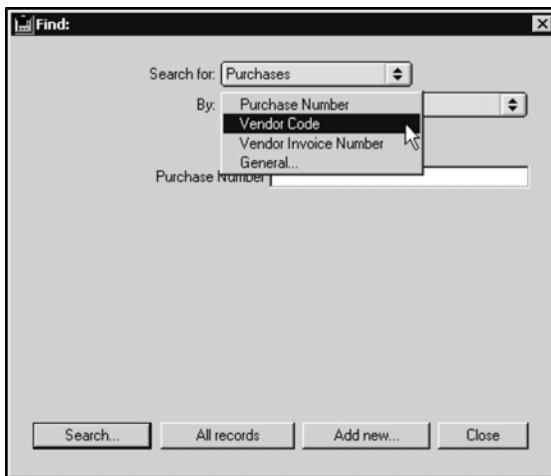 Find:
Search for: Purchases
By: Purchase Number
Vendor Code
Vendor Invoice Number
General...
Purchase Number
Search...
All records
Add new...
Close